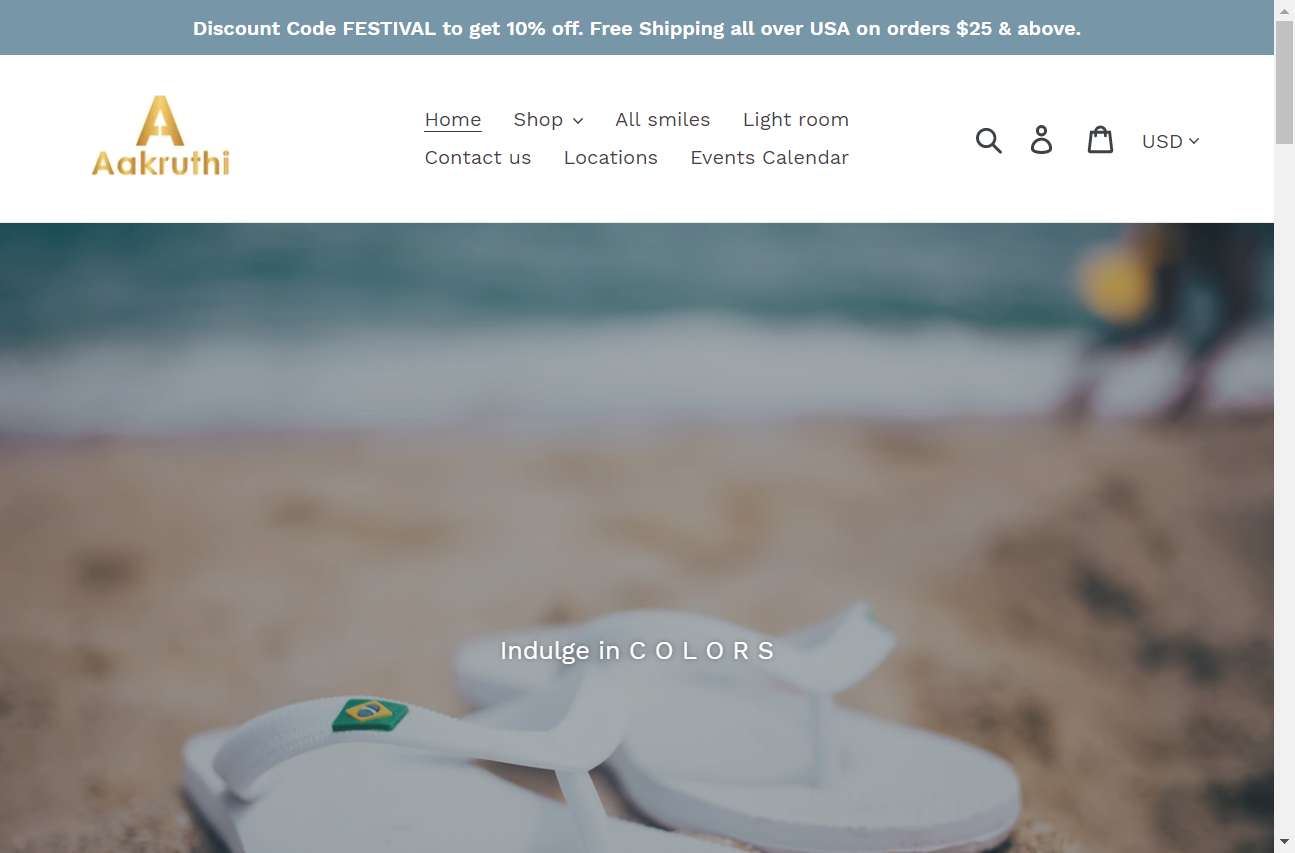 Discount Code FESTIVAL to get 10% off. Free Shipping all over USA on orders $25 & above.
A
Aakruthi
Home Shop All smiles Light room
Contact us Locations Events Calendar
USD
Indulge in C O L O R S